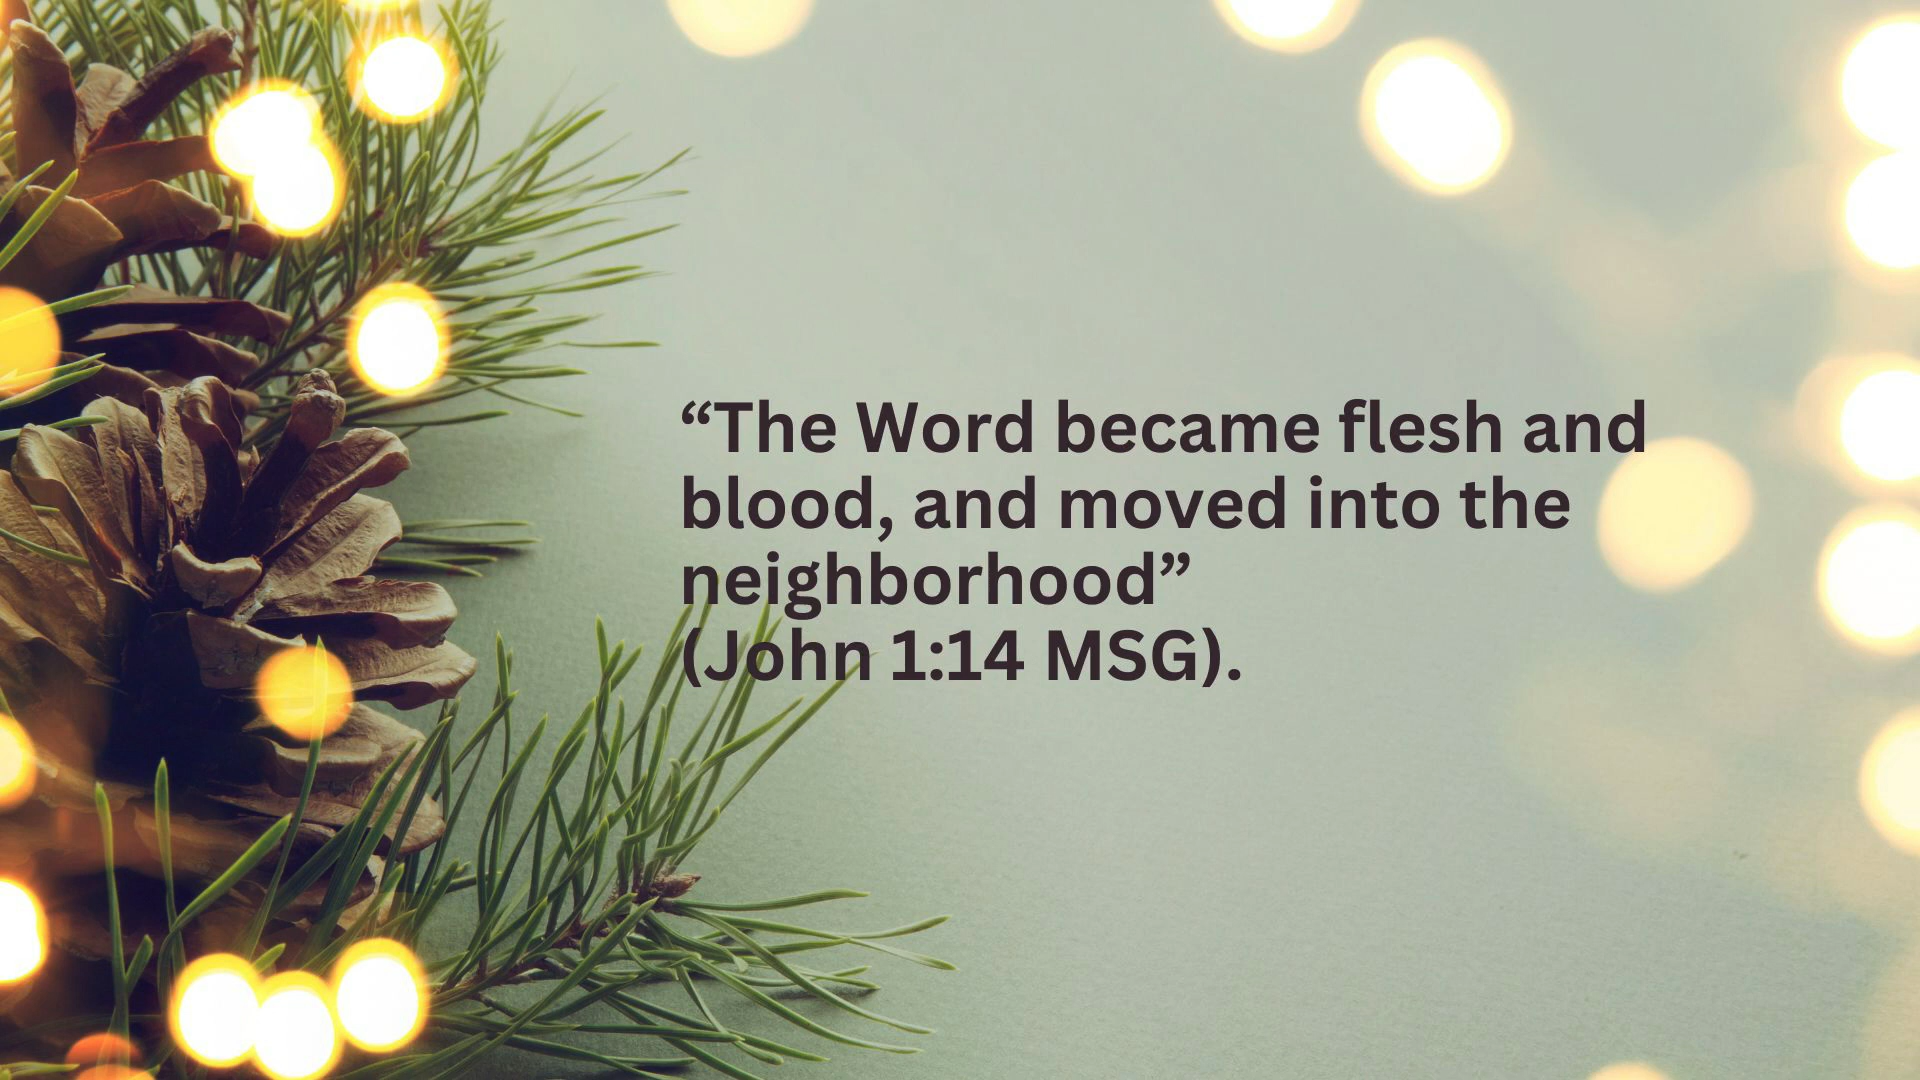 “The Word became flesh and
blood, and moved into the
neighborhood”
(John 1:14 MSG).